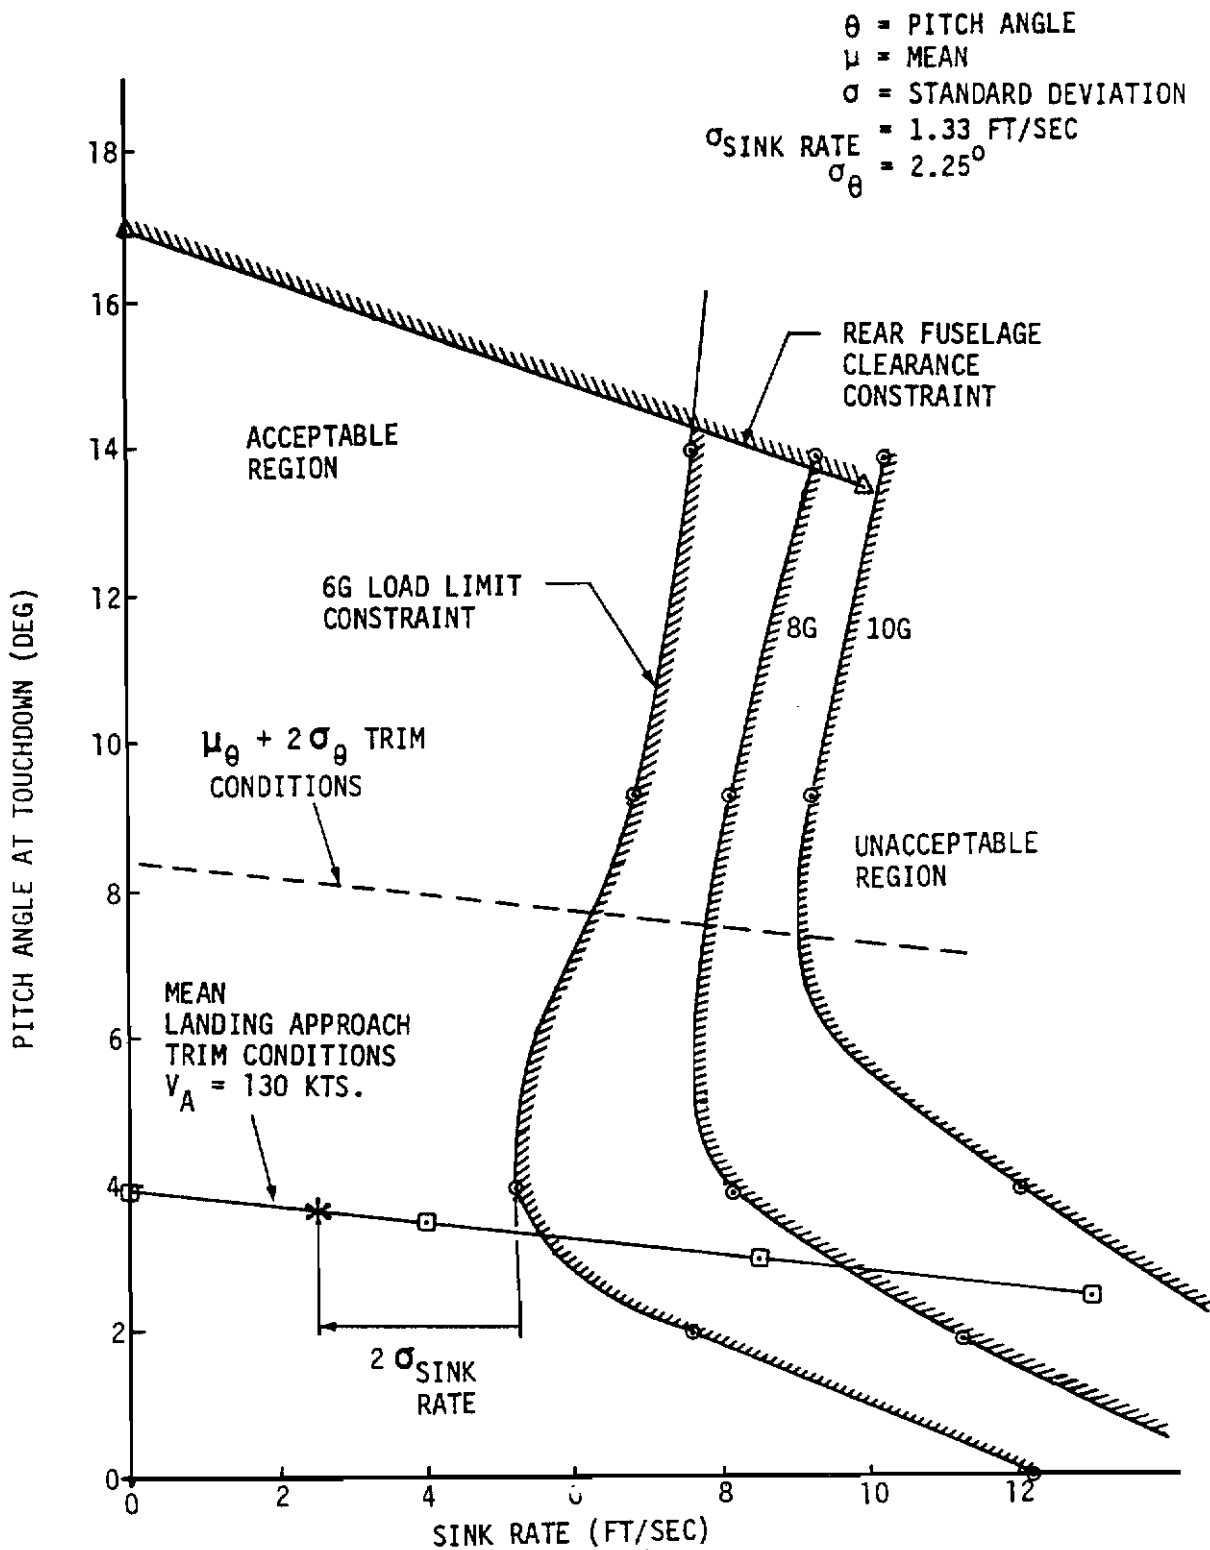 θ = PITCH ANGLE
μ = MEAN
σ = STANDARD DEVIATION
σSINK RATE = 1.33 FT/SEC
σθ = 2.25°
18
16
14
12
10
8
6
4
2
0
REAR FUSELAGE
CLEARANCE
CONSTRAINT
ACCEPTABLE
REGION
6G LOAD LIMIT
CONSTRAINT
8G
10G
μθ + 2σθ TRIM
CONDITIONS
UNACCEPTABLE
REGION
MEAN
LANDING APPROACH
TRIM CONDITIONS
VA = 130 KTS.
2 σSINK
RATE
PITCH ANGLE AT TOUCHDOWN (DEG)
0 2 4 10 12
SINK RATE (FT/SEC)